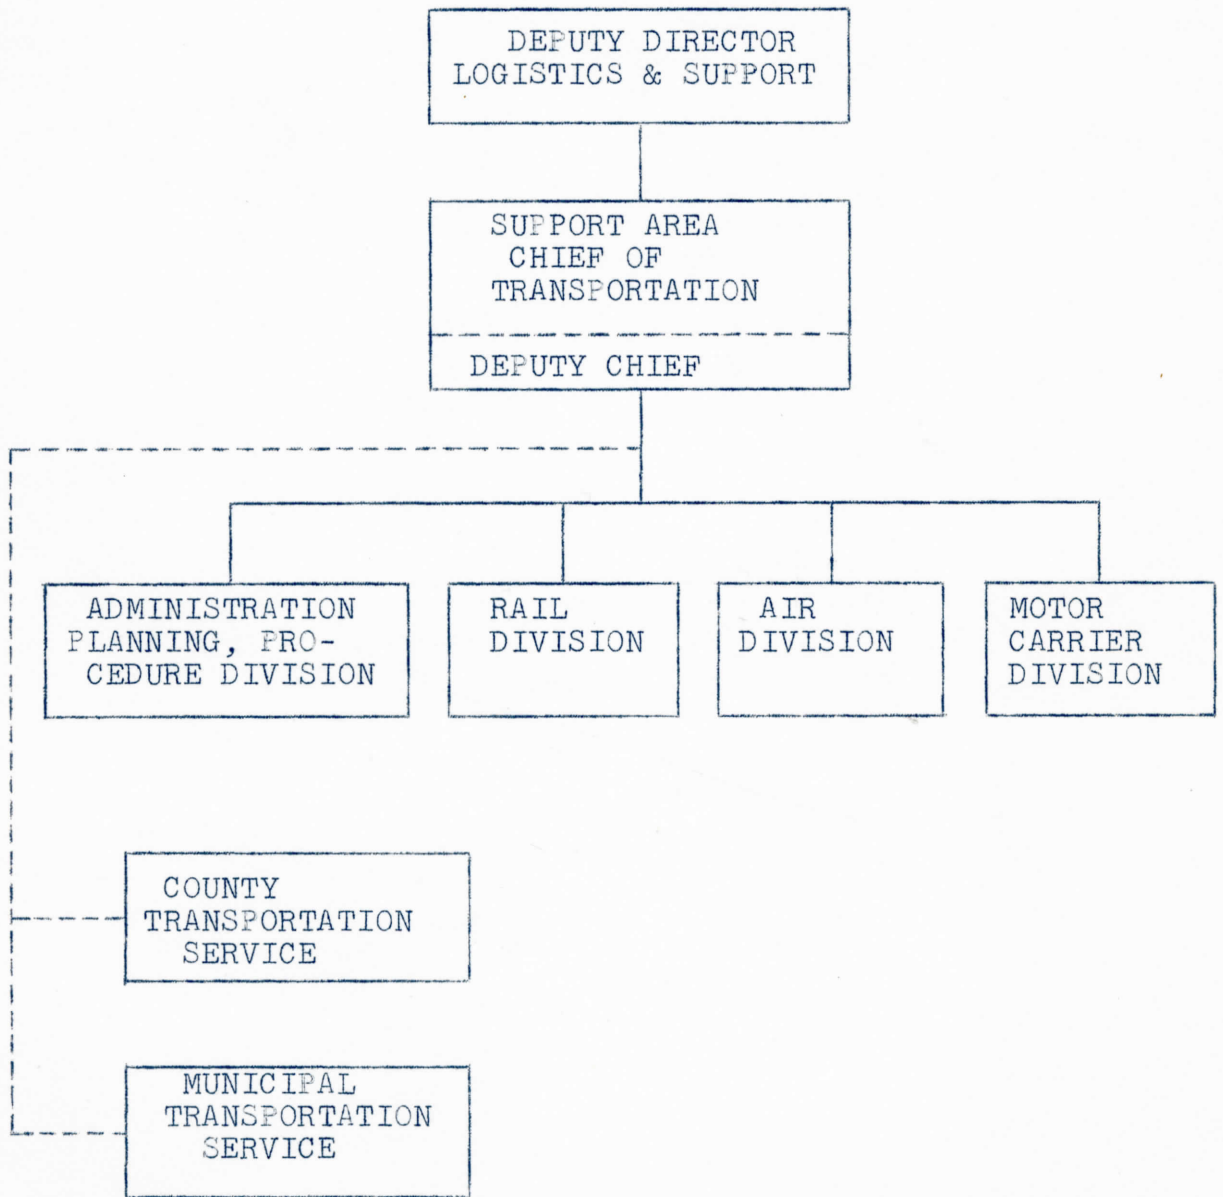 DEPUTY DIRECTOR
LOGISTICS & SUPPORT
SUPPORT AREA
CHIEF OF
TRANSPORTATION
DEPUTY CHIEF
ADMINISTRATION
PLANNING, PRO-
CEDURE DIVISION
RAIL
DIVISION
AIR
DIVISION
MOTOR
CARRIER
DIVISION
COUNTY
TRANSPORTATION
SERVICE
MUNICIPAL
TRANSPORTATION
SERVICE